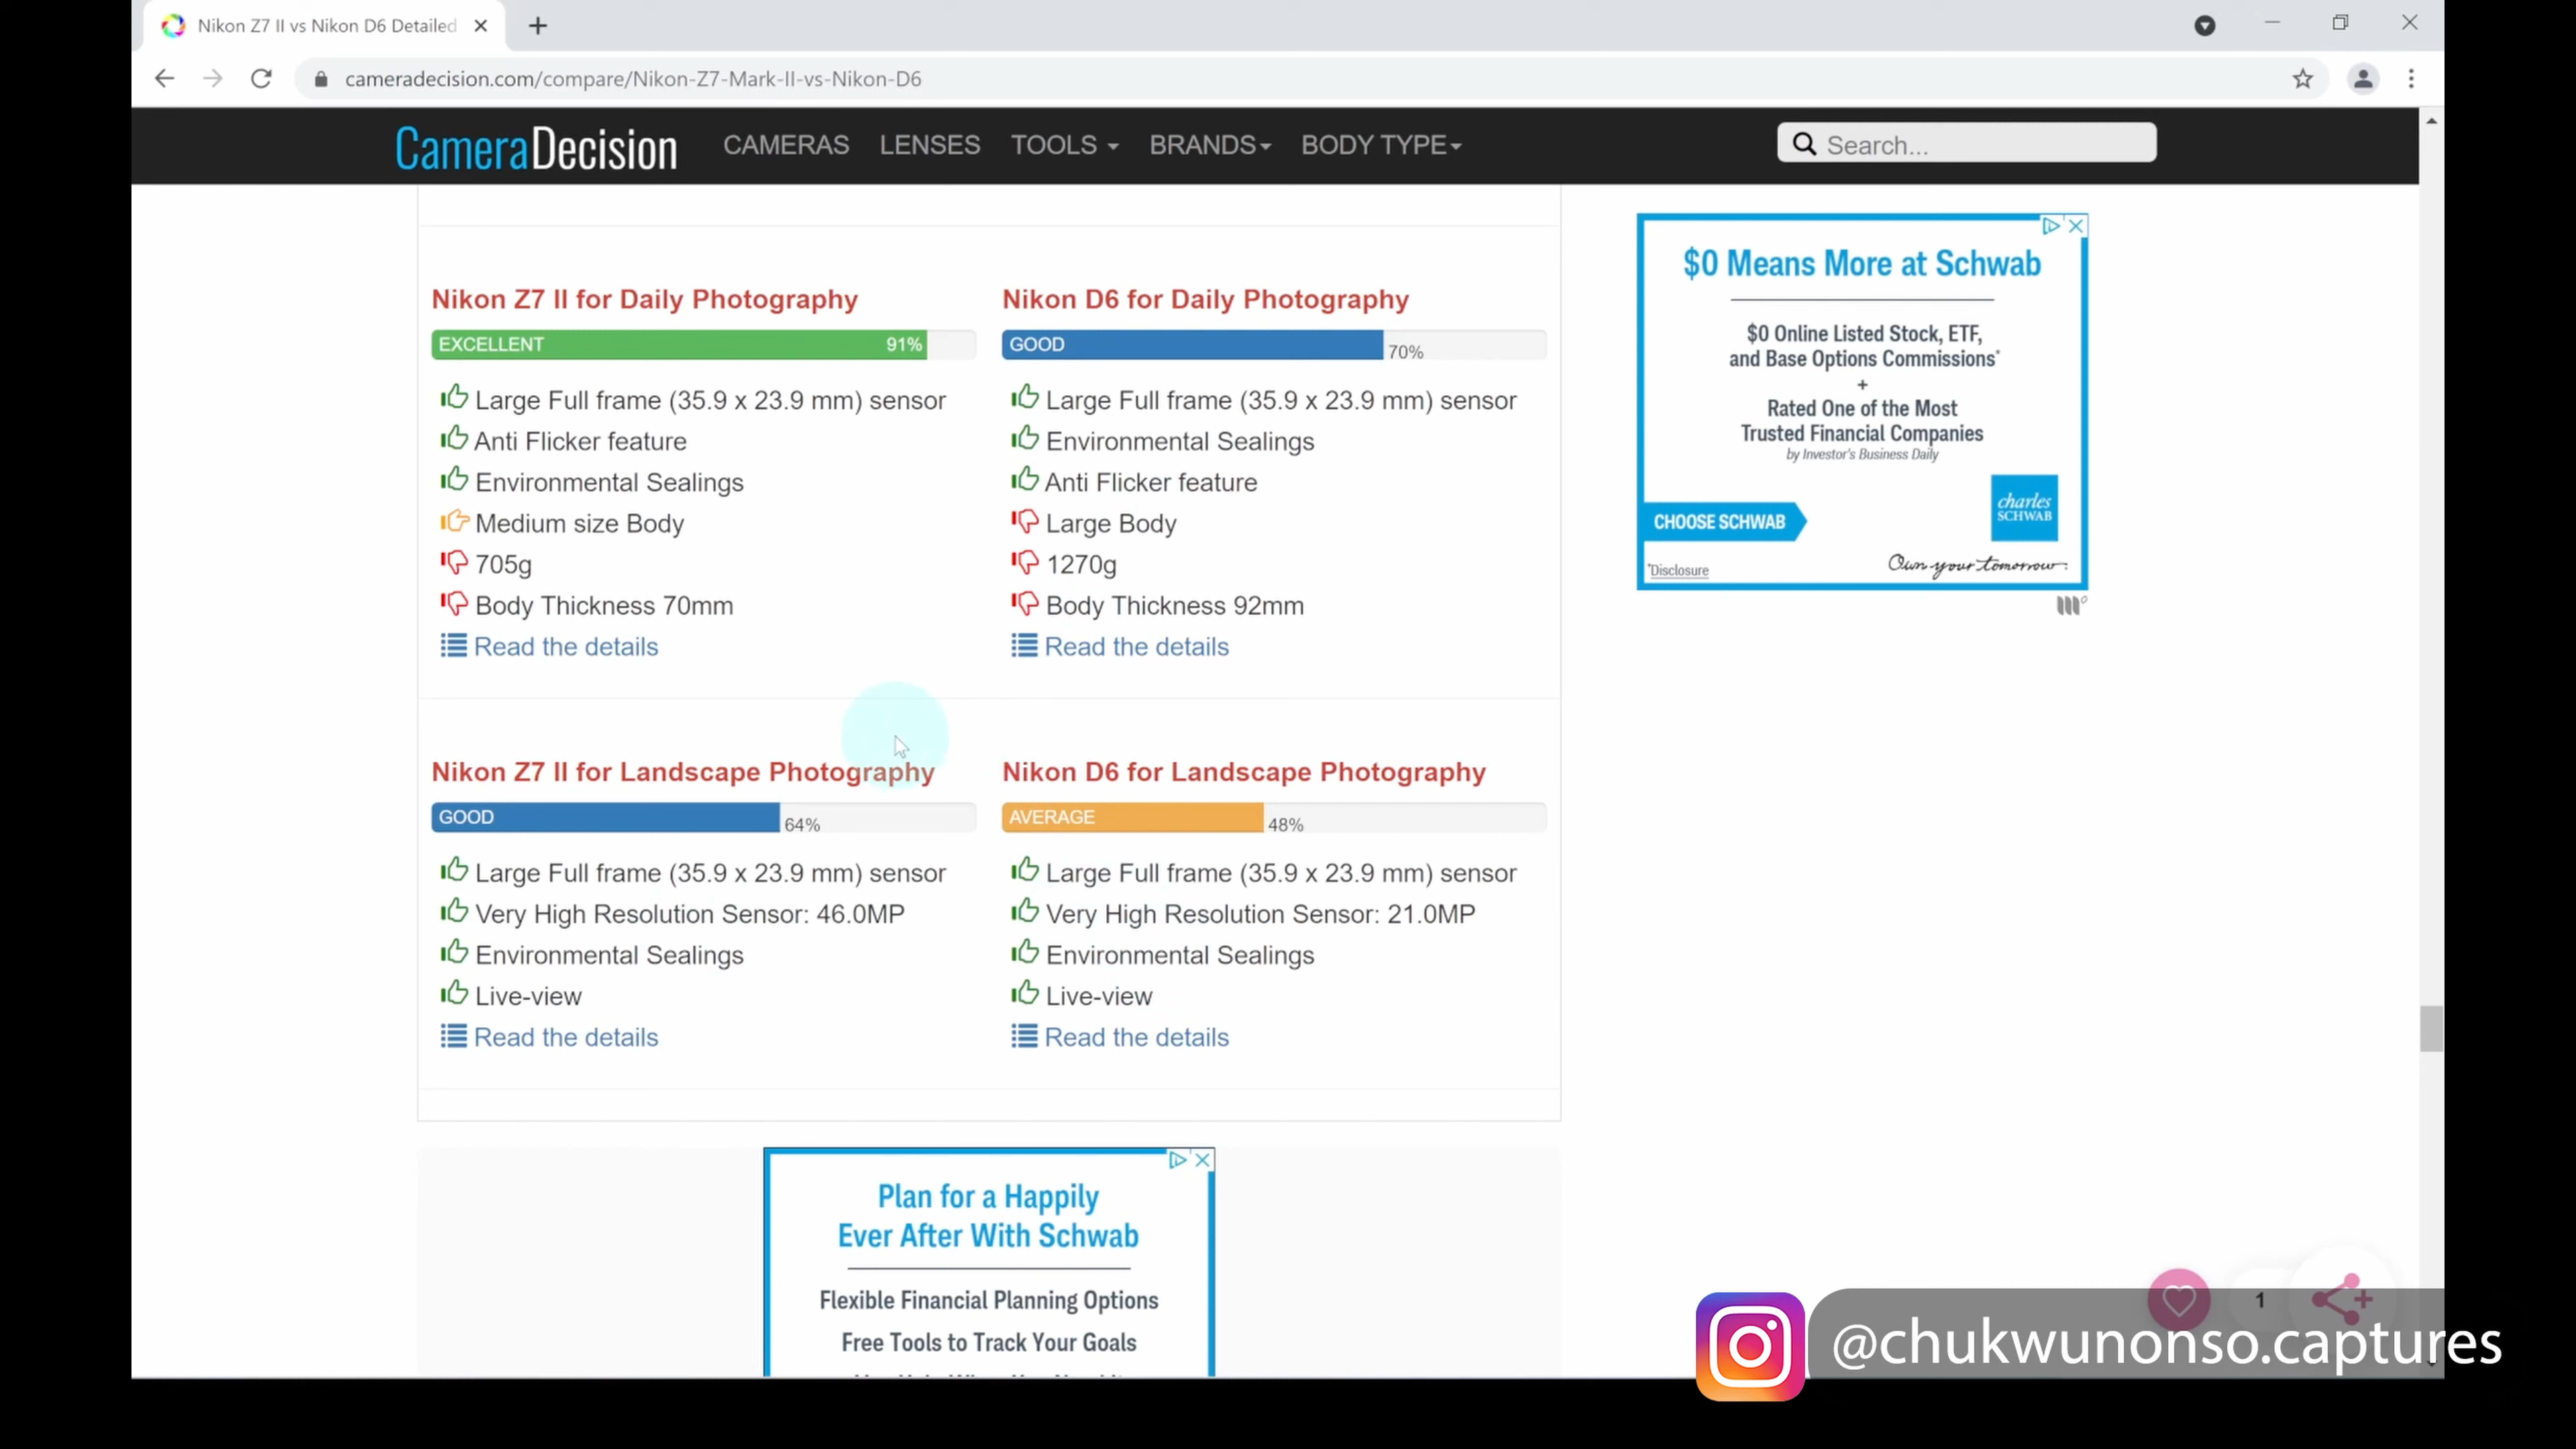 Nikon Z7 II vs Nikon D6 Detailed
cameradecision.com/compare/Nikon-Z7-Mark-II-vs-Nikon-D6
CameraDecision
CAMERAS
LENSES
TOOLS
BRANDS
BODY TYPE
Search...
Nikon Z7 II for Daily Photography
EXCELLENT 91%
Large Full frame (35.9 x 23.9 mm) sensor
Anti Flicker feature
Environmental Sealings
Medium size Body
705g
Body Thickness 70mm
Read the details
Nikon D6 for Daily Photography
GOOD 70%
Large Full frame (35.9 x 23.9 mm) sensor
Environmental Sealings
Anti Flicker feature
Large Body
1270g
Body Thickness 92mm
Read the details
Nikon Z7 II for Landscape Photography
GOOD 64%
Large Full frame (35.9 x 23.9 mm) sensor
Very High Resolution Sensor: 46.0MP
Environmental Sealings
Live-view
Read the details
Nikon D6 for Landscape Photography
AVERAGE 48%
Large Full frame (35.9 x 23.9 mm) sensor
Very High Resolution Sensor: 21.0MP
Environmental Sealings
Live-view
Read the details
$0 Means More at Schwab
$0 Online Listed Stock, ETF,
and Base Options Commissions*
+
Rated One of the Most
Trusted Financial Companies
by Investor's Business Daily
CHOOSE SCHWAB
charles
SCHWAB
*Disclosure
Own your tomorrow.
Plan for a Happily
Ever After With Schwab
Flexible Financial Planning Options
Free Tools to Track Your Goals
1
@chukwunonso.captures